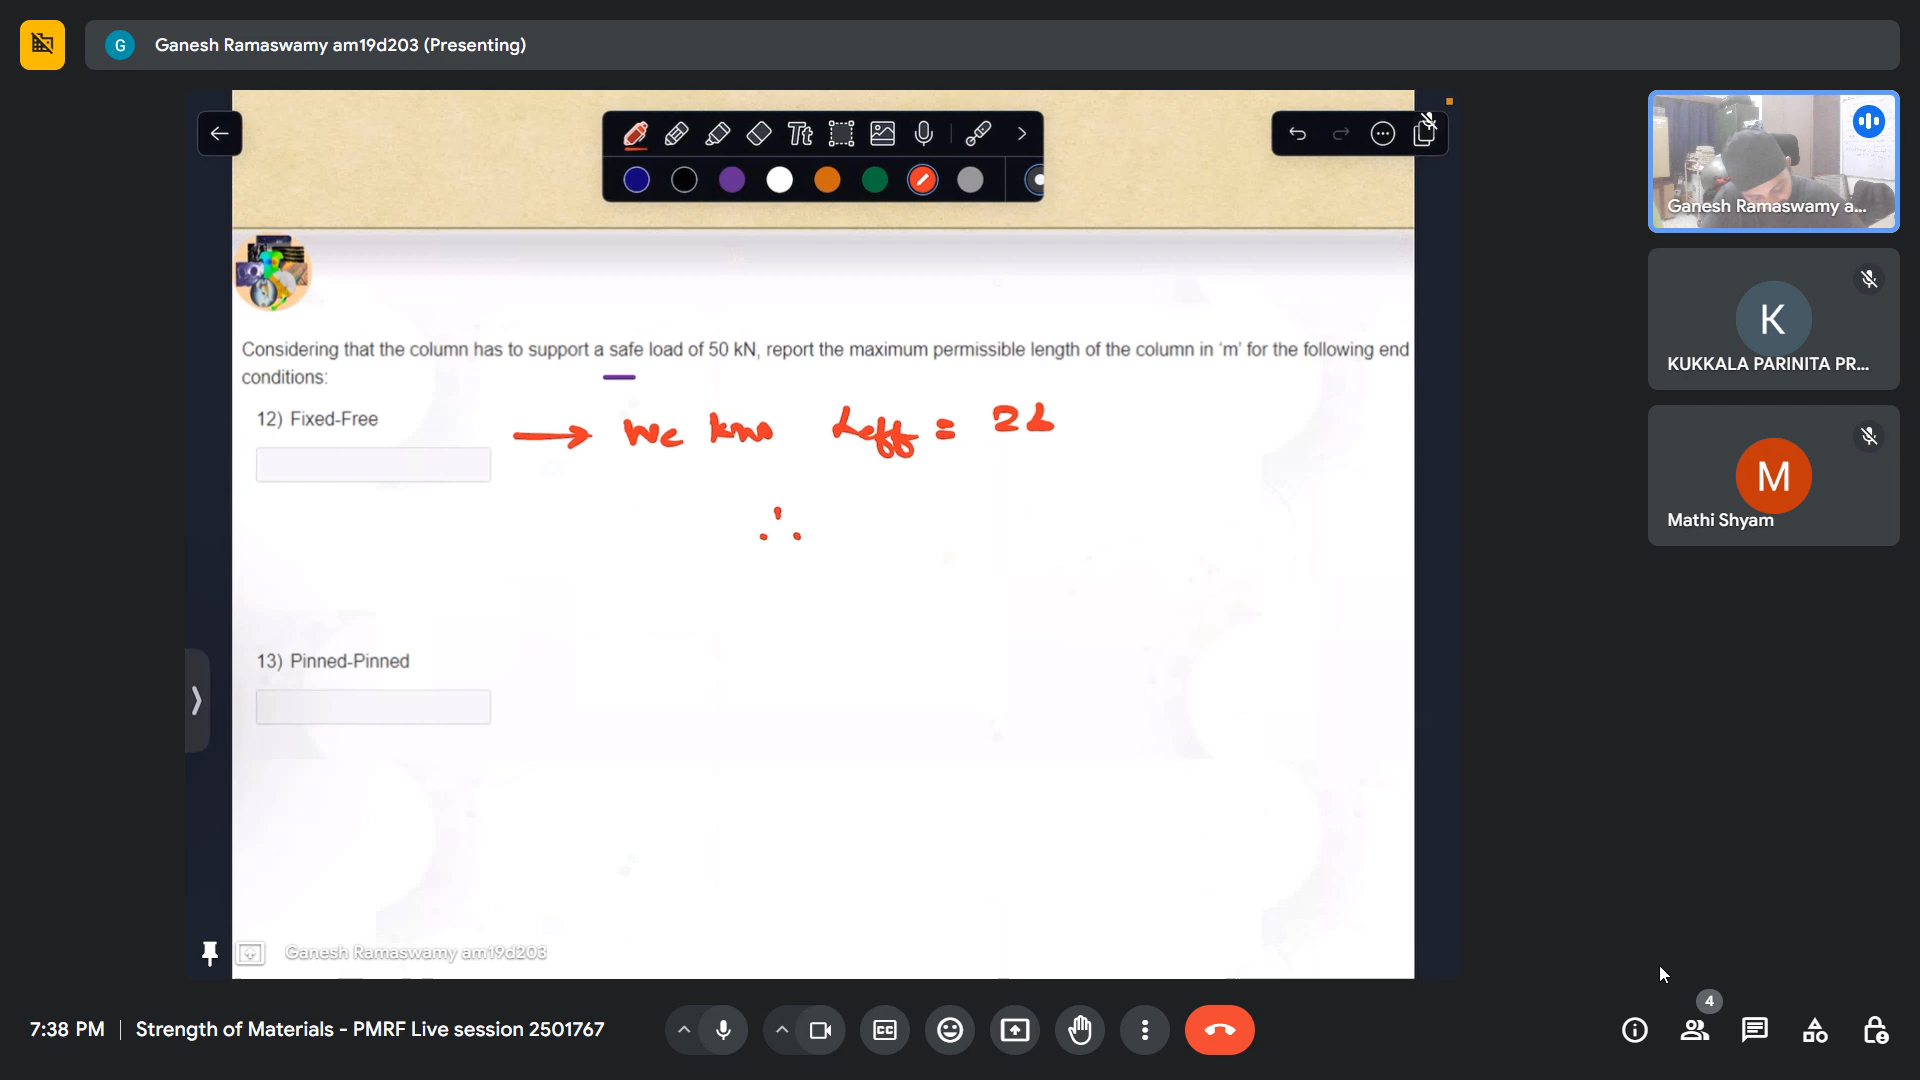 Ganesh Ramaswamy am19d203 (Presenting)
G
Tt
Considering that the column has to support a safe load of 50 kN, report the maximum permissible length of the column in 'm' for the following end
conditions:
12) Fixed-Free
→ We kno Leff = 2L
∴
13) Pinned-Pinned
Ganesh Ramaswamy am19d203
Ganesh Ramaswamy a...
K
KUKKALA PARINITA PR...
M
Mathi Shyam
7:38 PM | Strength of Materials - PMRF Live session 2501767
CC
4